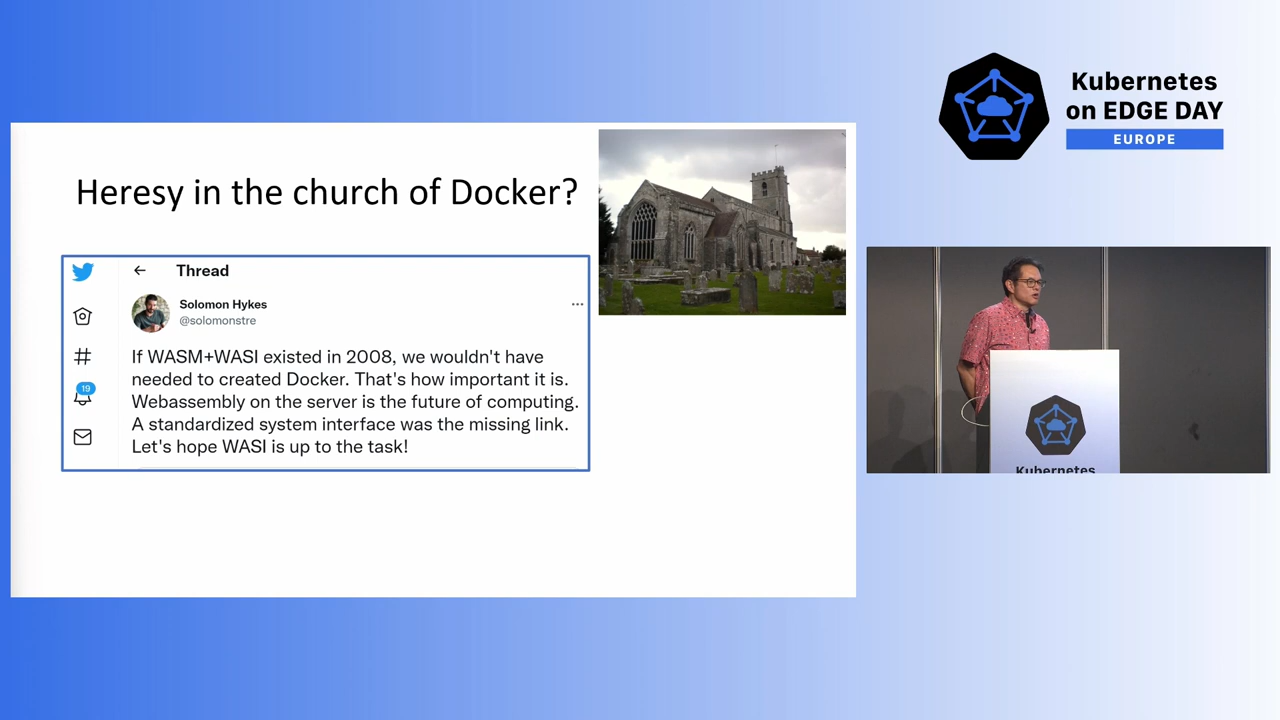 Kubernetes
on EDGE DAY
EUROPE
Heresy in the church of Docker?
Thread
Solomon Hykes
@solomonstre
19
If WASM+WASI existed in 2008, we wouldn't have
needed to created Docker. That's how important it is.
Webassembly on the server is the future of computing.
A standardized system interface was the missing link.
Let's hope WASI is up to the task!
Kubernetes